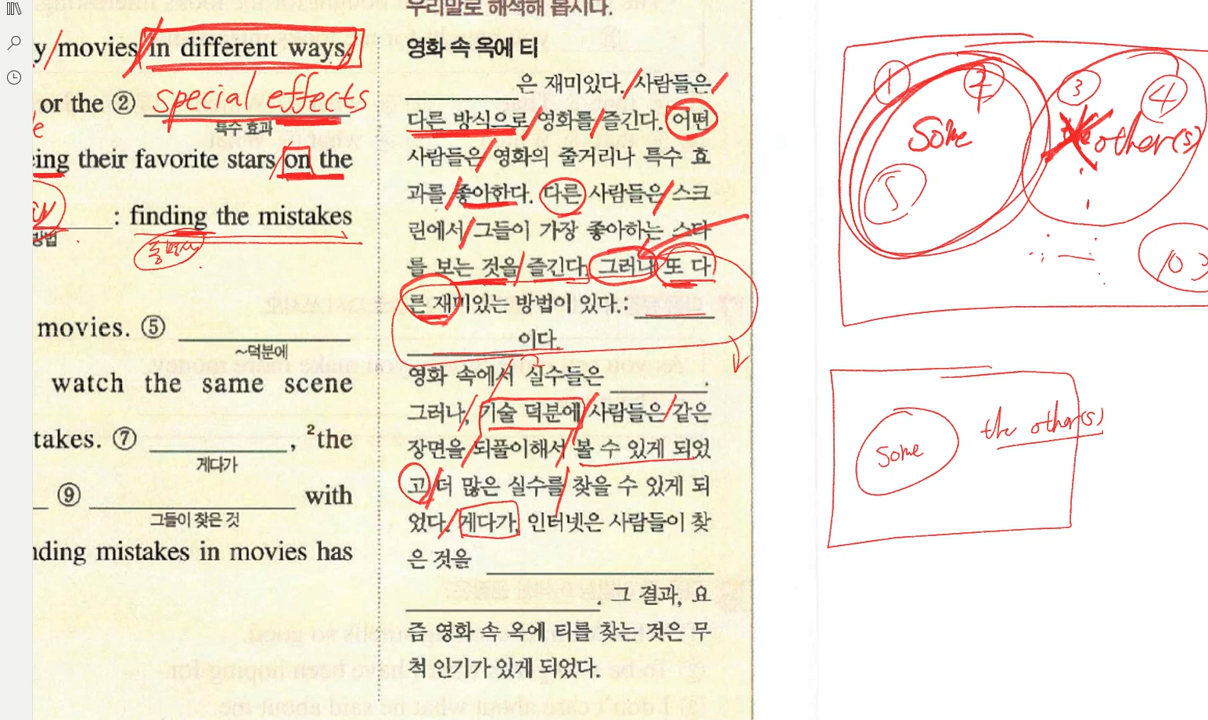 우리말로 해석해 봅시다.
y movies in different ways.
or the ② special effects
특수 효과
ing their favorite stars on the
: finding the mistakes
방법
동명사
movies. ⑤
~덕분에
watch the same scene
takes. ⑦ , ²the
게다가
⑨ with
그들이 찾은 것
nding mistakes in movies has
영화 속 옥에 티
은 재미있다. 사람들은
다른 방식으로 영화를 즐긴다. 어떤
사람들은 영화의 줄거리나 특수 효
과를 좋아한다. 다른 사람들은 스크
린에서 그들이 가장 좋아하는 스타
를 보는 것을 즐긴다. 그러나 또 다
른 재미있는 방법이 있다.:
이다.
영화 속에서 실수들은 .
그러나, 기술 덕분에 사람들은 같은
장면을 되풀이해서 볼 수 있게 되었
고 더 많은 실수를 찾을 수 있게 되
었다. 게다가, 인터넷은 사람들이 찾
은 것을
. 그 결과, 요
즘 영화 속 옥에 티를 찾는 것은 무
척 인기가 있게 되었다.
① 2 ③ ④
Some other(s)
5
103
Some the other(s)